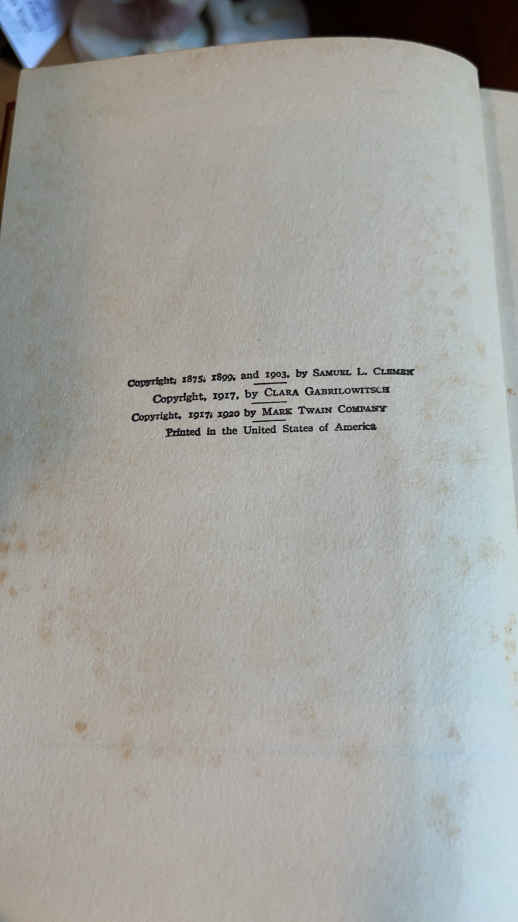 Copyright, 1875, 1899, and 1903, by SAMUEL L. CLEMEN
Copyright, 1917, by CLARA GABRILOWITSCH
Copyright, 1917, 1920 by MARK TWAIN COMPANY
Printed in the United States of America